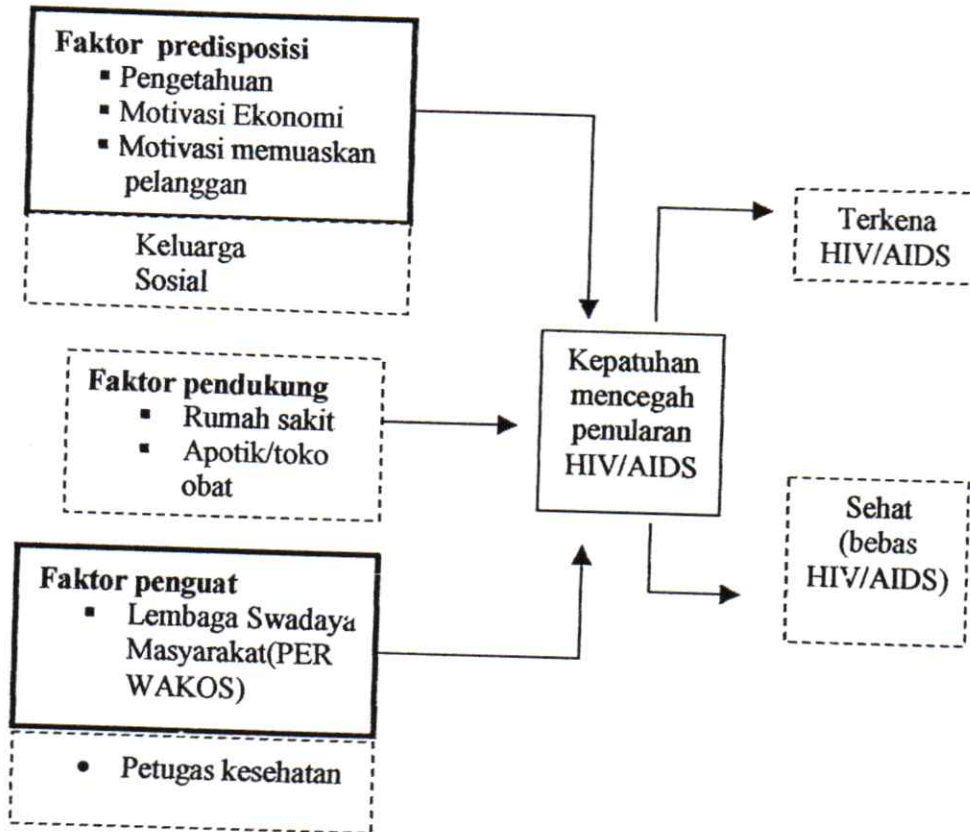 Faktor predisposisi
▪ Pengetahuan
▪ Motivasi Ekonomi
▪ Motivasi memuaskan
pelanggan
Keluarga
Sosial
Faktor pendukung
▪ Rumah sakit
▪ Apotik/toko
obat
Faktor penguat
▪ Lembaga Swadaya
Masyarakat(PER
WAKOS)
• Petugas kesehatan
Kepatuhan
mencegah
penularan
HIV/AIDS
Terkena
HIV/AIDS
Sehat
(bebas
HIV/AIDS)